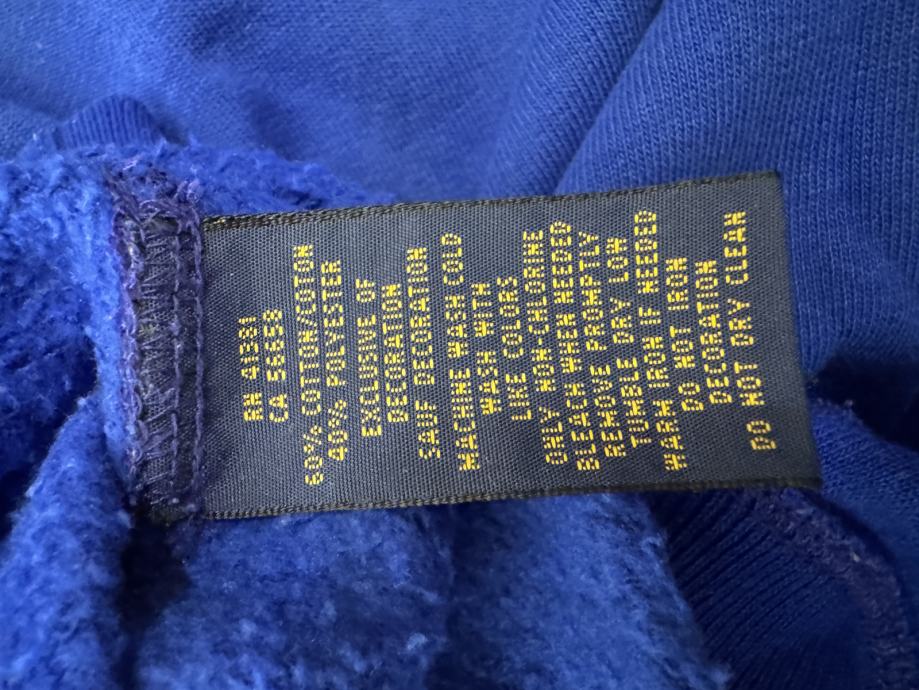 RN 41381
CA 56658
60% COTTON/COTON
40% POLYESTER
EXCLUSIVE OF
DECORATION
SAUF DECORATION
MACHINE WASH COLD
WASH WITH
LIKE COLORS
ONLY NON-CHLORINE
BLEACH WHEN NEEDED
REMOVE PROMPTLY
TUMBLE DRY LOW
WARM IRON IF NEEDED
DO NOT IRON
DECORATION
DO NOT DRY CLEAN